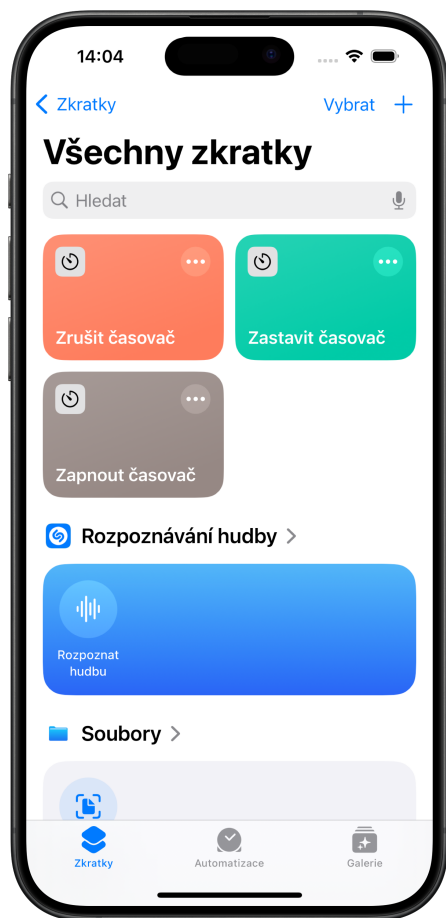 14:04
Zkratky
Vybrat
Všechny zkratky
Hledat
Zrušit časovač
Zastavit časovač
Zapnout časovač
Rozpoznávání hudby
Rozpoznat
hudbu
Soubory
Zkratky
Automatizace
Galerie